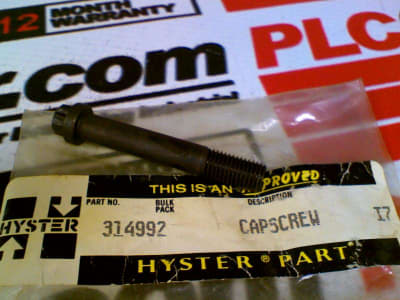 12 MONTH
WARRANTY
PLC
.com
THIS IS AN APPROVED
PART NO. BULK PACK DESCRIPTION
HYSTER 314992 CAPSCREW I7
HYSTER® PART